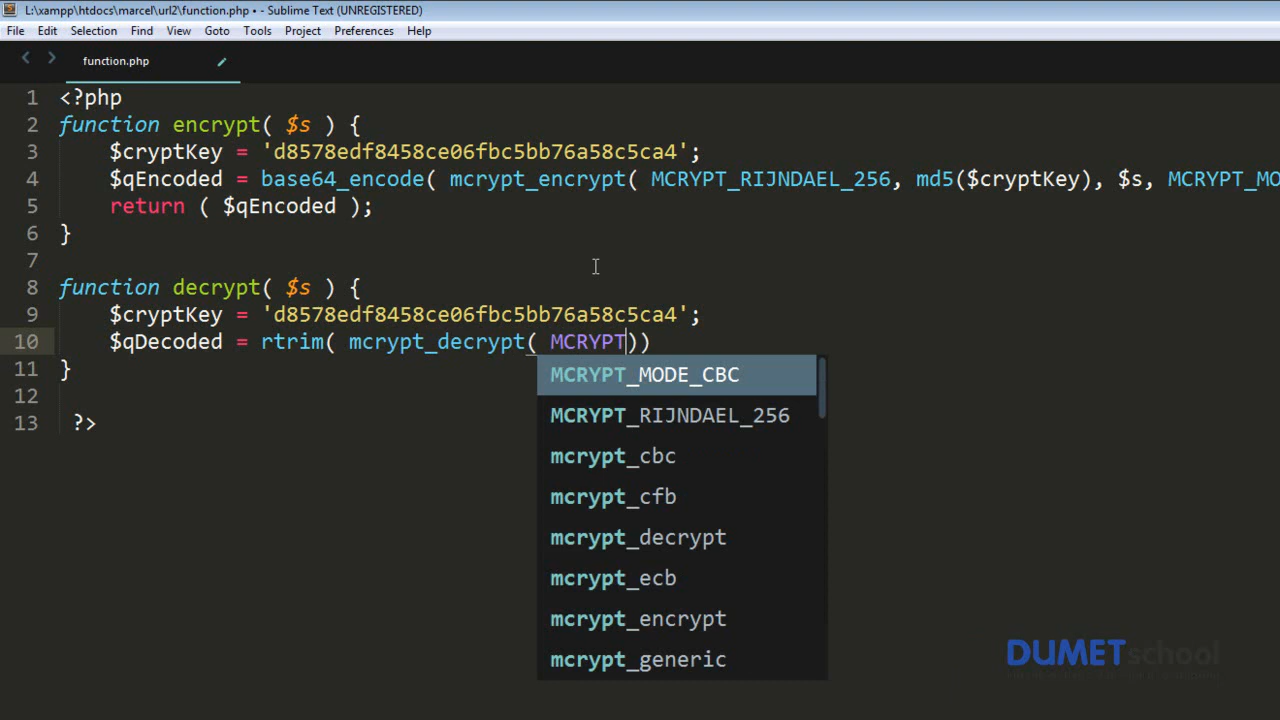 L:\xampp\htdocs\marcel\url2\function.php • - Sublime Text (UNREGISTERED)
File Edit Selection Find View Goto Tools Project Preferences Help
function.php
1 <?php
2 function encrypt( $s ) {
3 $cryptKey = 'd8578edf8458ce06fbc5bb76a58c5ca4';
4 $qEncoded = base64_encode( mcrypt_encrypt( MCRYPT_RIJNDAEL_256, md5($cryptKey), $s, MCRYPT_MO
5 return ( $qEncoded );
6 }
7
8 function decrypt( $s ) {
9 $cryptKey = 'd8578edf8458ce06fbc5bb76a58c5ca4';
10 $qDecoded = rtrim( mcrypt_decrypt( MCRYPT))
11 }
12
13 ?>
MCRYPT_MODE_CBC
MCRYPT_RIJNDAEL_256
mcrypt_cbc
mcrypt_cfb
mcrypt_decrypt
mcrypt_ecb
mcrypt_encrypt
mcrypt_generic
DUMETschool